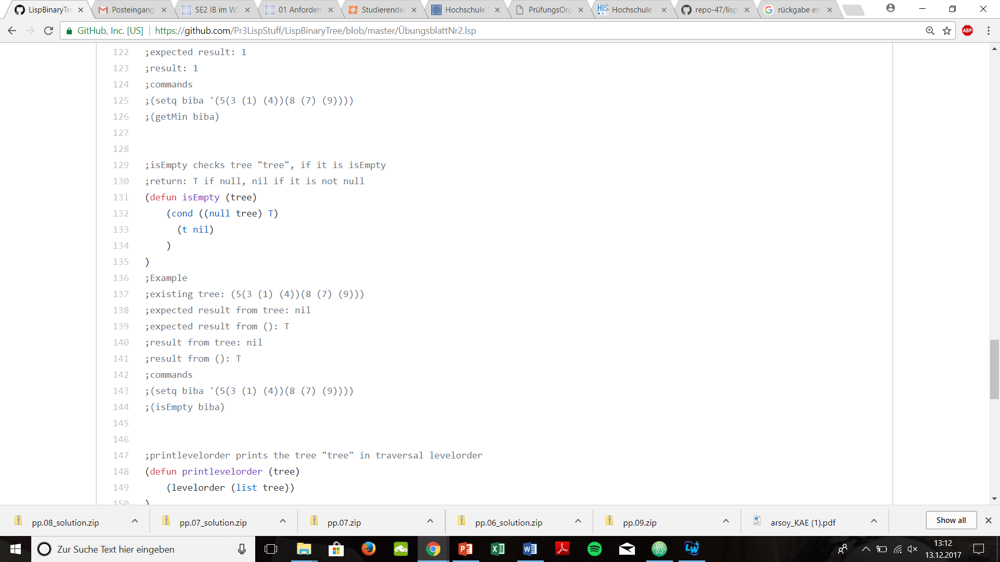 LispBinaryTre
Posteingang
SE2 IB im WS
01 Anforder
Studierender
Hochschule
PrüfungsOrg
HIS
Hochschule
repo-47/lisp
rückgabe en
GitHub, Inc. [US]
https://github.com/Pr3LispStuff/LispBinaryTree/blob/master/ÜbungsblattNr2.lsp
ABP
122 ;expected result: 1
123 ;result: 1
124 ;commands
125 ;(setq biba '(5(3 (1) (4))(8 (7) (9))))
126 ;(getMin biba)
127
128
129 ;isEmpty checks tree "tree", if it is isEmpty
130 ;return: T if null, nil if it is not null
131 (defun isEmpty (tree)
132 (cond ((null tree) T)
133 (t nil)
134 )
135 )
136 ;Example
137 ;existing tree: (5(3 (1) (4))(8 (7) (9)))
138 ;expected result from tree: nil
139 ;expected result from (): T
140 ;result from tree: nil
141 ;result from (): T
142 ;commands
143 ;(setq biba '(5(3 (1) (4))(8 (7) (9))))
144 ;(isEmpty biba)
145
146
147 ;printlevelorder prints the tree "tree" in traversal levelorder
148 (defun printlevelorder (tree)
149 (levelorder (list tree))
150 )
pp.08_solution.zip
pp.07_solution.zip
pp.07.zip
pp.06_solution.zip
pp.09.zip
arsoy_KAE (1).pdf
Show all
Zur Suche Text hier eingeben
13:12
13.12.2017